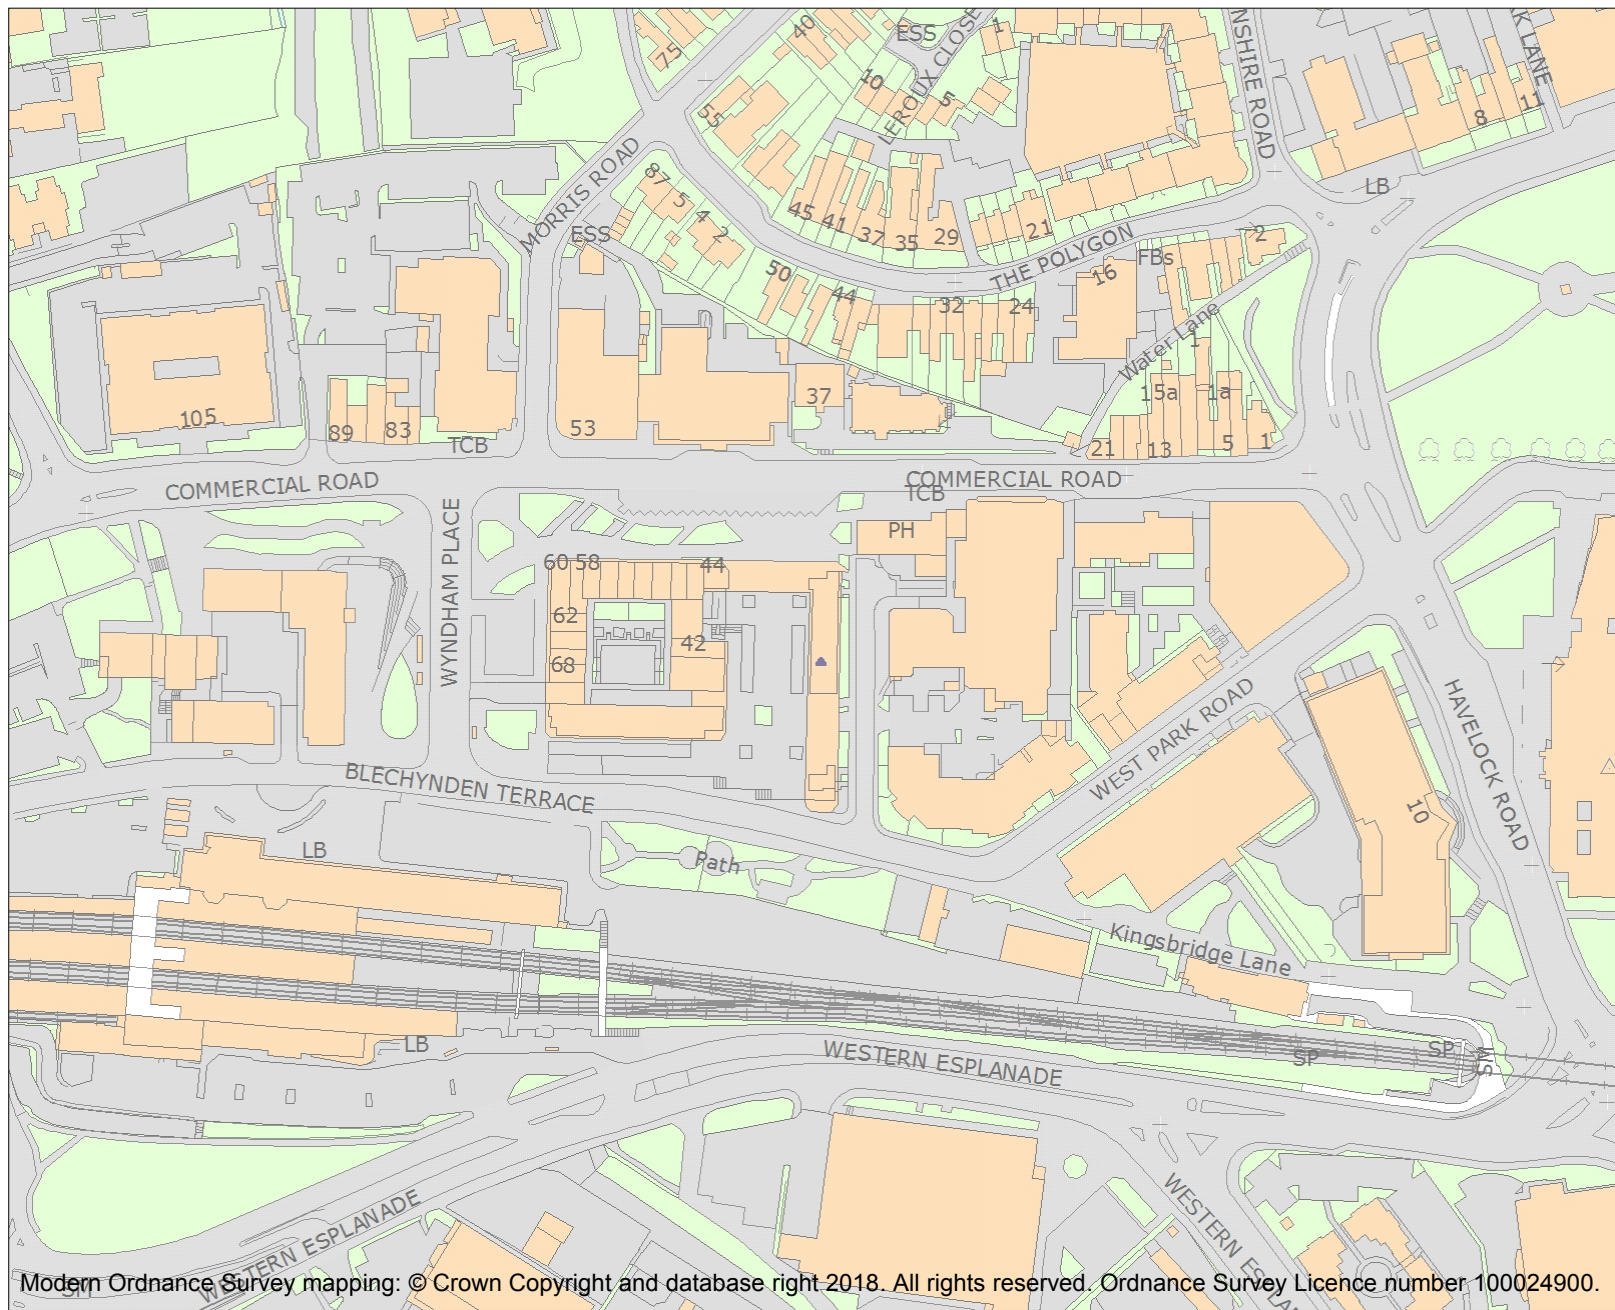 40
ESS
1
75
10
LEROUX CLOSE
5
8
11
55
MORRIS ROAD
87
5
4
2
LB
45
41
37
35
29
21
ESS
THE POLYGON
2
FBs
16
50
44
32
24
Water Lane
1
105
89
83
TCB
53
37
2
15a
1a
21
13
5
1
COMMERCIAL ROAD
COMMERCIAL ROAD
TCB
WYNDHAM PLACE
PH
60 58
44
62
42
68
WEST PARK ROAD
HAVELOCK ROAD
BLECHYNDEN TERRACE
10
LB
Path
Kingsbridge Lane
LB
WESTERN ESPLANADE
SP
SP
SM
WESTERN ESPLANADE
SM
Modern Ordnance Survey mapping: © Crown Copyright and database right 2018. All rights reserved. Ordnance Survey Licence number 100024900.